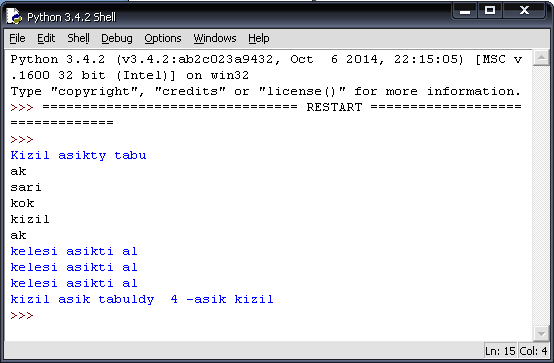 Python 3.4.2 Shell
File Edit Shell Debug Options Windows Help
Python 3.4.2 (v3.4.2:ab2c023a9432, Oct  6 2014, 22:15:05) [MSC v
.1600 32 bit (Intel)] on win32
Type "copyright", "credits" or "license()" for more information.
>>> ================================ RESTART ===================
=============
>>>
Kizil asikty tabu
ak
sari
kok
kizil
ak
kelesi asikti al
kelesi asikti al
kelesi asikti al
kizil asik tabuldy  4 -asik kizil
>>>
Ln: 15 Col: 4